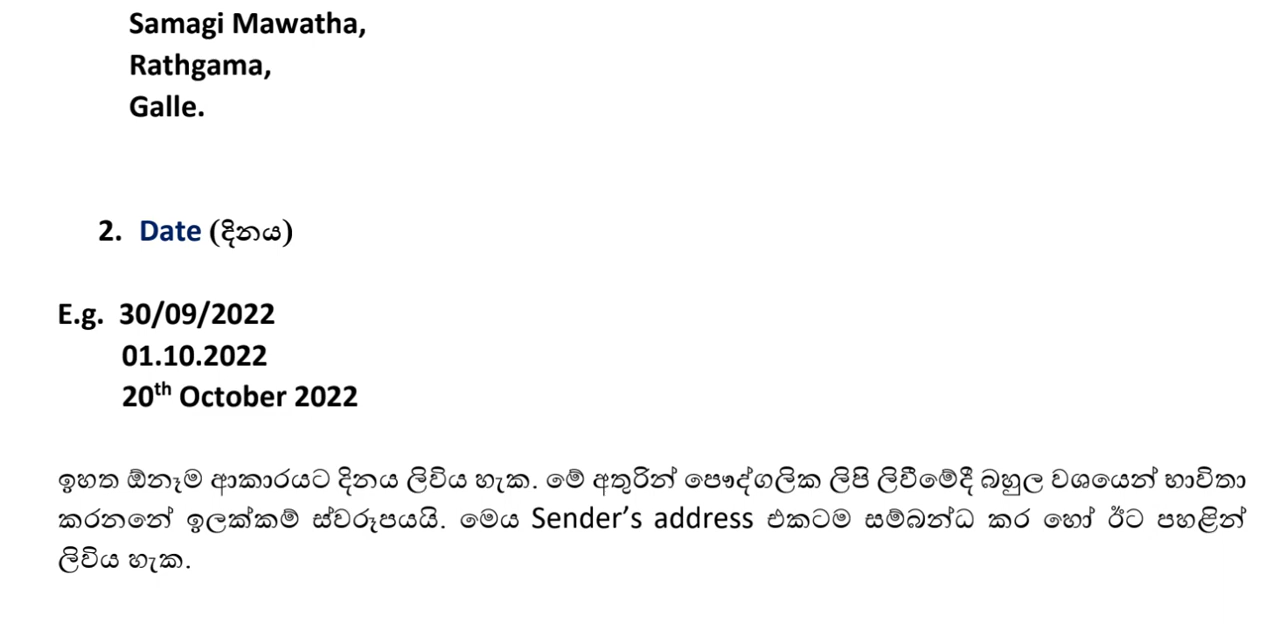 Samagi Mawatha,
Rathgama,
Galle.
2. Date (දිනය)
E.g. 30/09/2022
01.10.2022
20th October 2022
ඉහත ඕනෑම ආකාරයට දිනය ලිවිය හැක. මේ අතුරින් පෞද්ගලික ලිපි ලිවීමේදී බහුල වශයෙන් භාවිතා
කරනනේ ඉලක්කම් ස්වරූපයයි. මෙය Sender’s address එකටම සම්බන්ධ කර හෝ ඊට පහළින්
ලිවිය හැක.